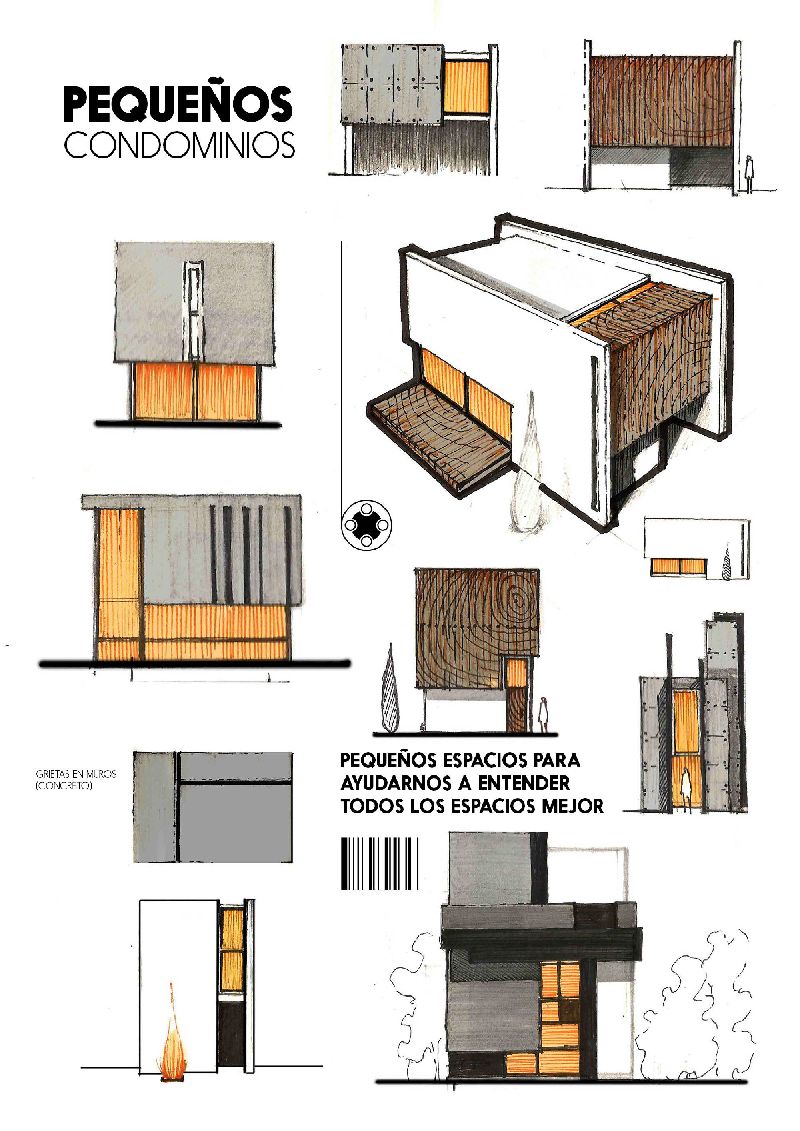 PEQUEÑOS
CONDOMINIOS
PEQUEÑOS ESPACIOS PARA
AYUDARNOS A ENTENDER
TODOS LOS ESPACIOS MEJOR
GRIETAS EN MUROS
(CONCRETO)